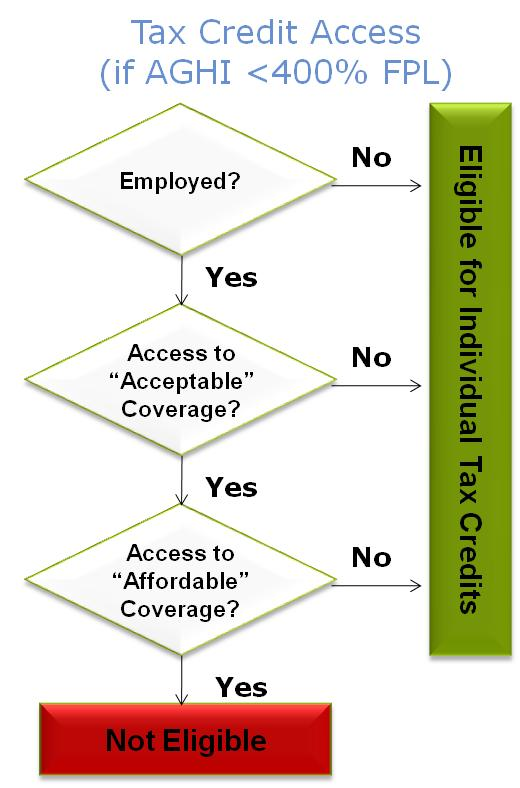 Tax Credit Access
(if AGHI <400% FPL)
Employed?
No
Yes
Access to
“Acceptable”
Coverage?
No
Yes
Access to
“Affordable”
Coverage?
No
Yes
Not Eligible
Eligible for Individual Tax Credits